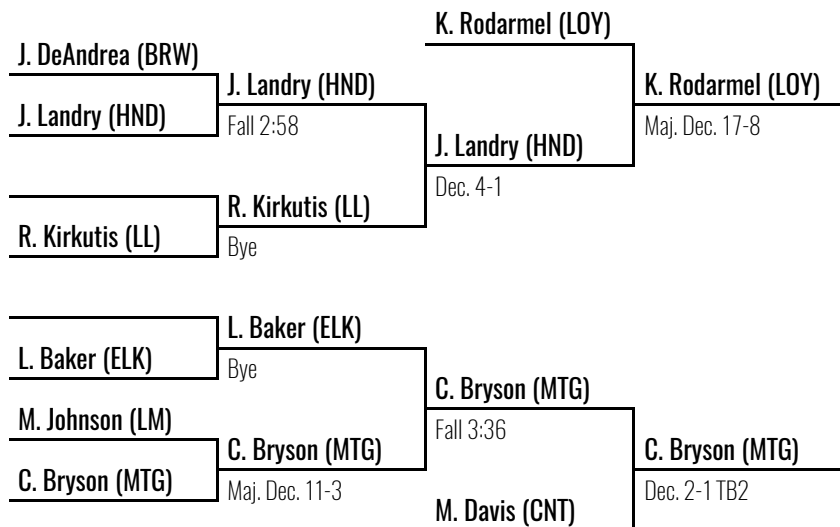 K. Rodarmel (LOY)
J. DeAndrea (BRW)
J. Landry (HND)
K. Rodarmel (LOY)
J. Landry (HND)
Fall 2:58
Maj. Dec. 17-8
J. Landry (HND)
Dec. 4-1
R. Kirkutis (LL)
R. Kirkutis (LL)
Bye
L. Baker (ELK)
L. Baker (ELK)
Bye
C. Bryson (MTG)
M. Johnson (LM)
Fall 3:36
C. Bryson (MTG)
C. Bryson (MTG)
C. Bryson (MTG)
Maj. Dec. 11-3
Dec. 2-1 TB2
M. Davis (CNT)